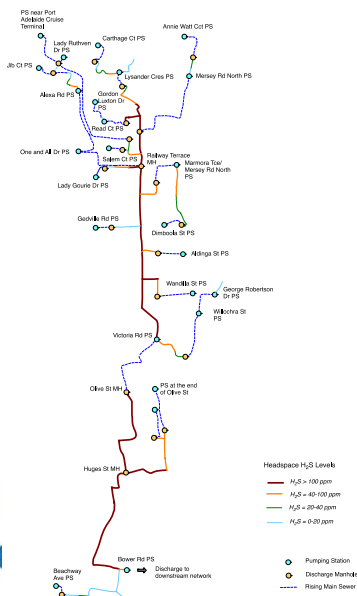 PS near Port
Adelaide Cruise
Terminal
Lady Ruthven
Dr PS
Carthage Ct PS
Annie Watt Cct PS
Jib Ct PS
Lysander Cres PS
Mersey Rd North PS
Alexa Rd PS
Gordon
Luxton Dr
PS
Read Ct PS
One and All Dr PS
Salem Ct PS
Railway Terrace
MH
Marmora Tce/
Mersey Rd North
PS
Lady Gourie Dr PS
Gedville Rd PS
Dimboola St PS
Aldinga St PS
Wandilla St PS
George Robertson
Dr PS
Willochra St
PS
Victoria Rd PS
Olive St MH
PS at the end
of Olive St
Huges St MH
Headspace H2S Levels
H2S > 100 ppm
H2S = 40-100 ppm
H2S = 20-40 ppm
H2S = 0-20 ppm
Bower Rd PS
Discharge to
downstream network
Beachway
Ave PS
Pumping Station
Discharge Manhole
Rising Main Sewer